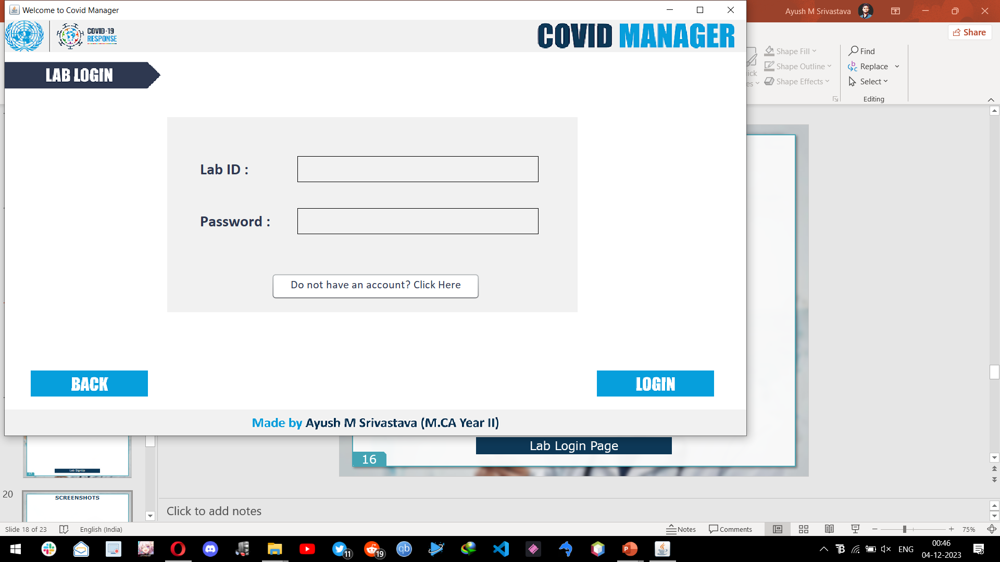 Welcome to Covid Manager
Ayush M Srivastava
COVID-19
RESPONSE
COVID MANAGER
Share
LAB LOGIN
Shape Fill
Shape Outline
Shape Effects
Find
Replace
Select
Editing
Lab ID :
Password :
Do not have an account? Click Here
BACK
LOGIN
Made by Ayush M Srivastava (M.CA Year II)
Lab Login Page
16
Lab SignUp
20
SCREENSHOTS
Click to add notes
Slide 18 of 23
English (India)
Notes
Comments
75%
11
19
qb
ENG
00:46
04-12-2023